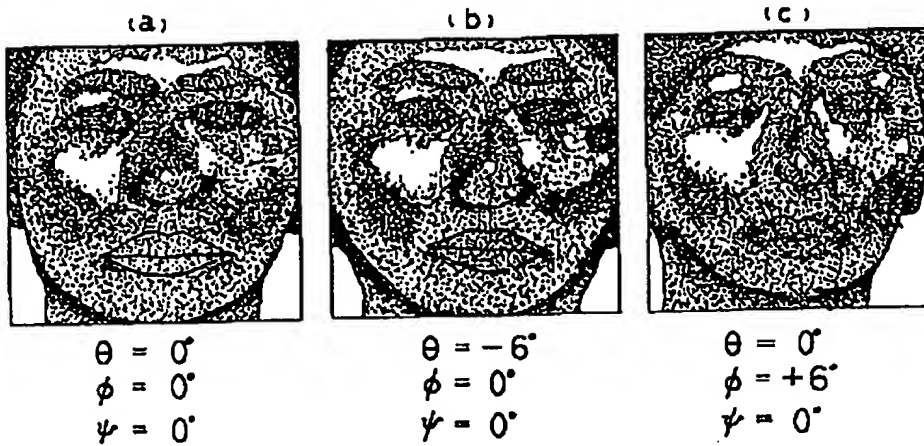 (a) (b) (c)
θ = 0° θ = -6° θ = 0°
ϕ = 0° ϕ = 0° ϕ = +6°
ψ = 0° ψ = 0° ψ = 0°